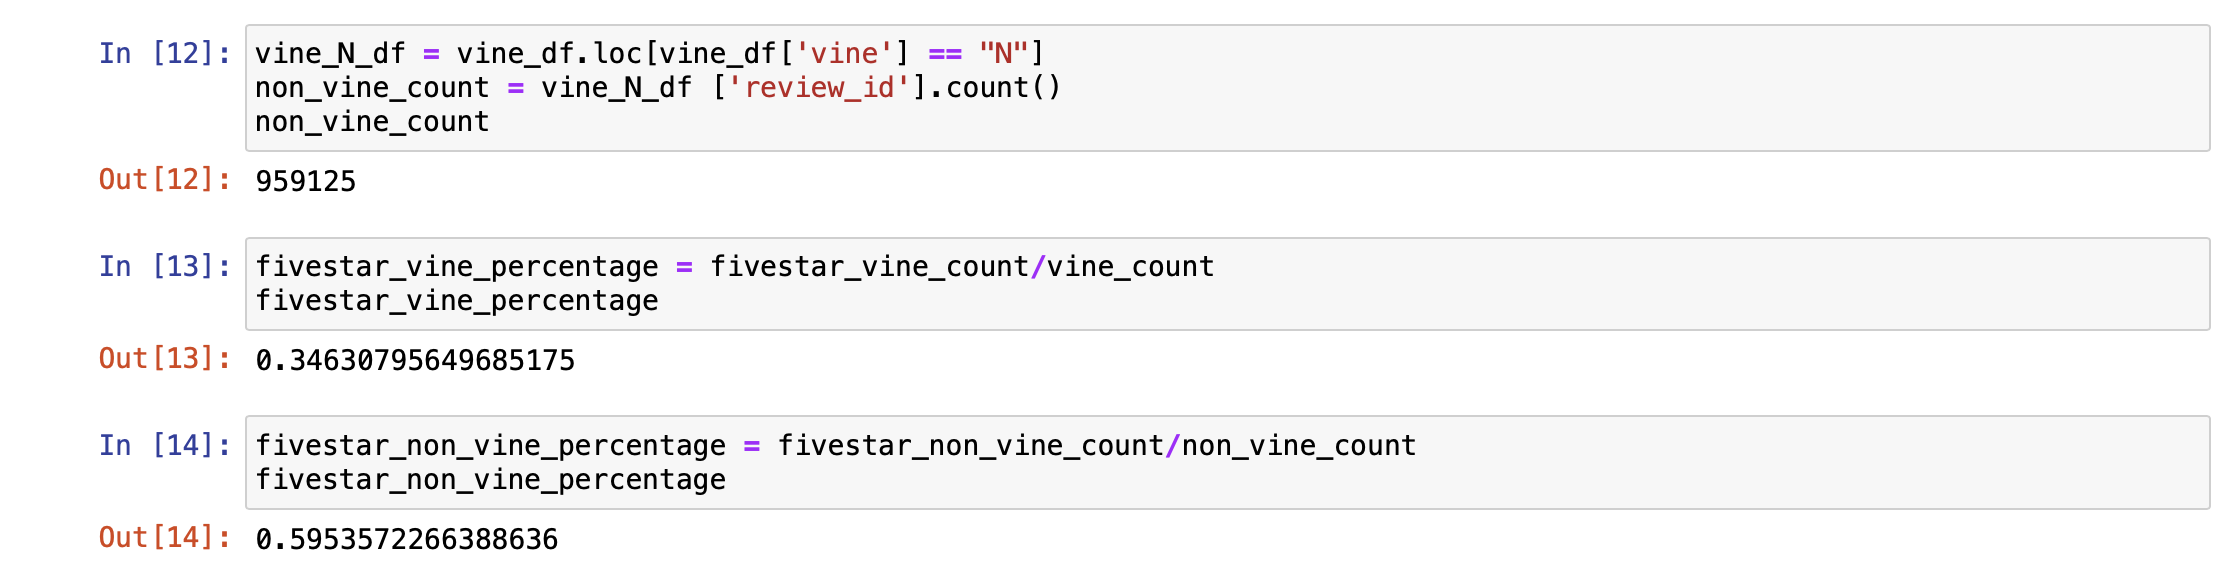 In [12]: vine_N_df = vine_df.loc[vine_df['vine'] == "N"]
non_vine_count = vine_N_df ['review_id'].count()
non_vine_count
Out[12]: 959125
In [13]: fivestar_vine_percentage = fivestar_vine_count/vine_count
fivestar_vine_percentage
Out[13]: 0.34630795649685175
In [14]: fivestar_non_vine_percentage = fivestar_non_vine_count/non_vine_count
fivestar_non_vine_percentage
Out[14]: 0.5953572266388636